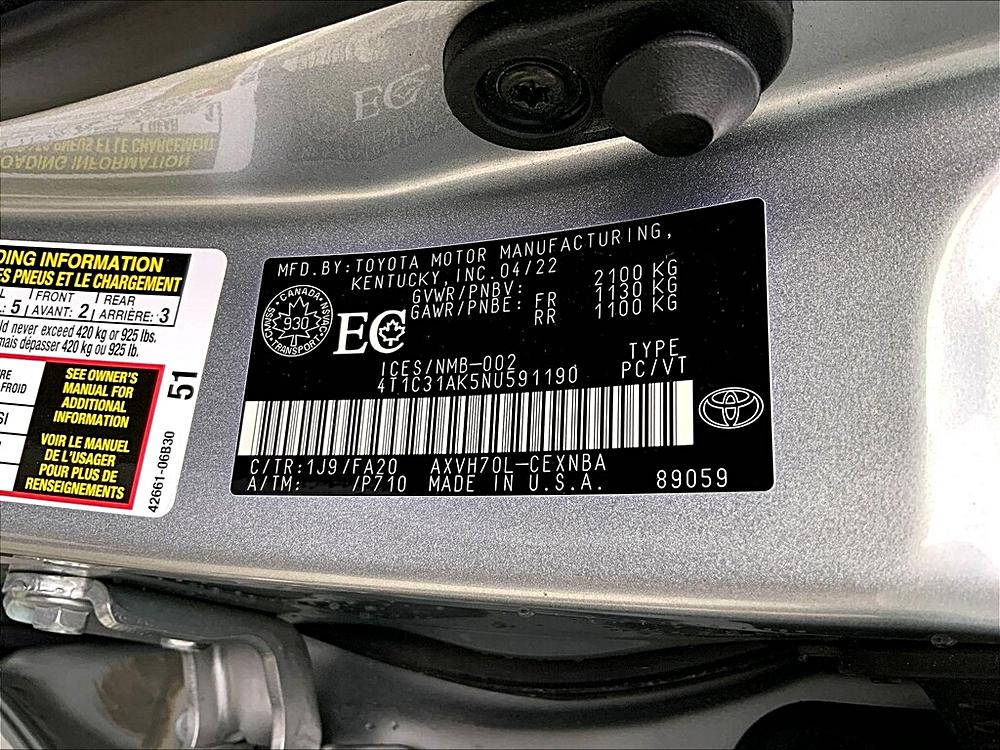 DING INFORMATION
ES PNEUS ET LE CHARGEMENT
FRONT REAR
: 5 AVANT: 2 ARRIÈRE: 3
ld never exceed 420 kg or 925 lbs.
mais dépasser 420 kg ou 925 lb.
SEE OWNER'S
MANUAL FOR
ADDITIONAL
INFORMATION
VOIR LE MANUEL
DE L'USAGER
POUR PLUS DE
RENSEIGNEMENTS
51
42661-06B30
MFD.BY:TOYOTA MOTOR MANUFACTURING,
KENTUCKY, INC.04/22
GVWR/PNBV: 2100 KG
GAWR/PNBE: FR 1130 KG
RR 1100 KG
CANADA
930
TRANSPORT
EC
ICES/NMB-002
TYPE
4T1C31AK5NU591190 PC/VT
C/TR:1J9/FA20 AXVH70L-CEXNBA
A/TM: /P710 MADE IN U.S.A. 89059